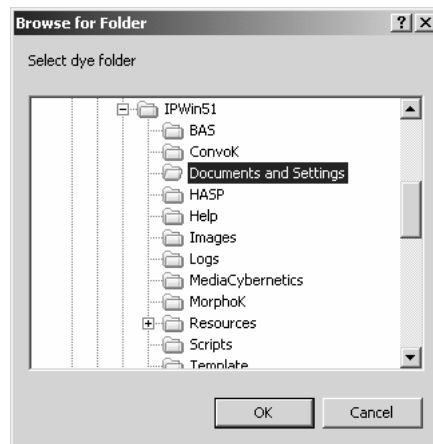 Browse for Folder
Select dye folder
IPWin51
BAS
ConvoK
Documents and Settings
HASP
Help
Images
Logs
MediaCybernetics
MorphoK
Resources
Scripts
Template
OK Cancel